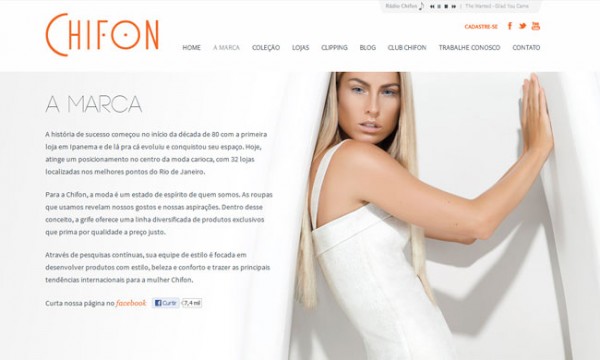 Rádio Chifon
The Named - Glad You Came
CHIFON
CADASTRE-SE
HOME A MARCA COLEÇÃO LOJAS CLIPPING BLOG CLUB CHIFON TRABALHE CONOSCO CONTATO
A MARCA
A história de sucesso começou no início da década de 80 com a primeira
loja em Ipanema e de lá pra cá evoluiu e conquistou seu espaço. Hoje,
atinge um posicionamento no centro da moda carioca, com 32 lojas
localizadas nos melhores pontos do Rio de Janeiro.
Para a Chifon, a moda é um estado de espírito de quem somos. As roupas
que usamos revelam nossos gostos e nossas aspirações. Dentro desse
conceito, a grife oferece uma linha diversificada de produtos exclusivos
que prima por qualidade a preço justo.
Através de pesquisas contínuas, sua equipe de estilo é focada em
desenvolver produtos com estilo, beleza e conforto e trazer as principais
tendências internacionais para a mulher Chifon.
Curta nossa página no facebook f Curtir 7,4 mil